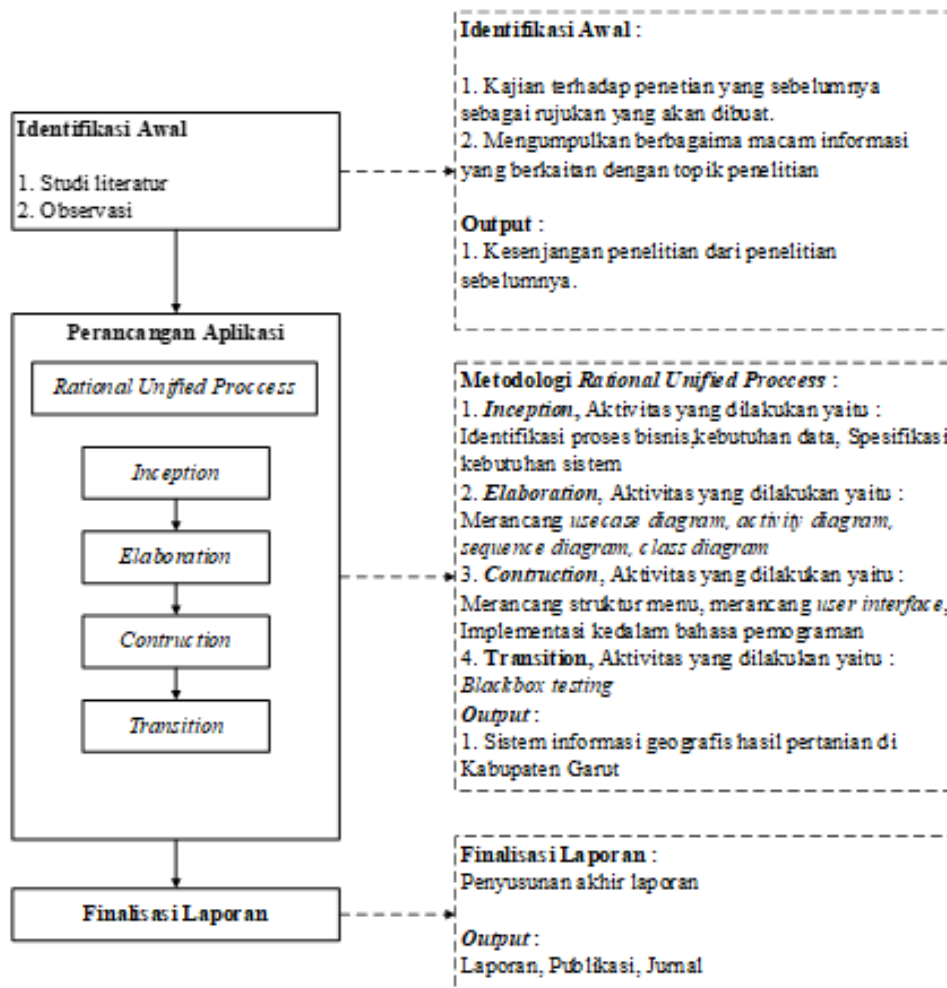 Identifikasi Awal
1. Studi literatur
2. Observasi
Perancangan Aplikasi
Rational Unified Proccess
Inception
Elaboration
Contruction
Transition
Finalisasi Laporan
Identifikasi Awal :
1. Kajian terhadap penetian yang sebelumnya
sebagai rujukan yang akan dibuat.
2. Mengumpulkan berbagaima macam informasi
yang berkaitan dengan topik penelitian
Output :
1. Kesenjangan penelitian dari penelitian
sebelumnya.
Metodologi Rational Unified Proccess :
1. Inception, Aktivitas yang dilakukan yaitu :
Identifikasi proses bisnis,kebutuhan data, Spesifikasi
kebutuhan sistem
2. Elaboration, Aktivitas yang dilakukan yaitu :
Merancang usecase diagram, activity diagram,
sequence diagram, class diagram
3. Contruction, Aktivitas yang dilakukan yaitu :
Merancang struktur menu, merancang user interface,
Implementasi kedalam bahasa pemograman
4. Transition, Aktivitas yang dilakukan yaitu :
Blackbox testing
Output :
1. Sistem informasi geografis hasil pertanian di
Kabupaten Garut
Finalisasi Laporan :
Penyusunan akhir laporan
Output :
Laporan, Publikasi, Jurnal